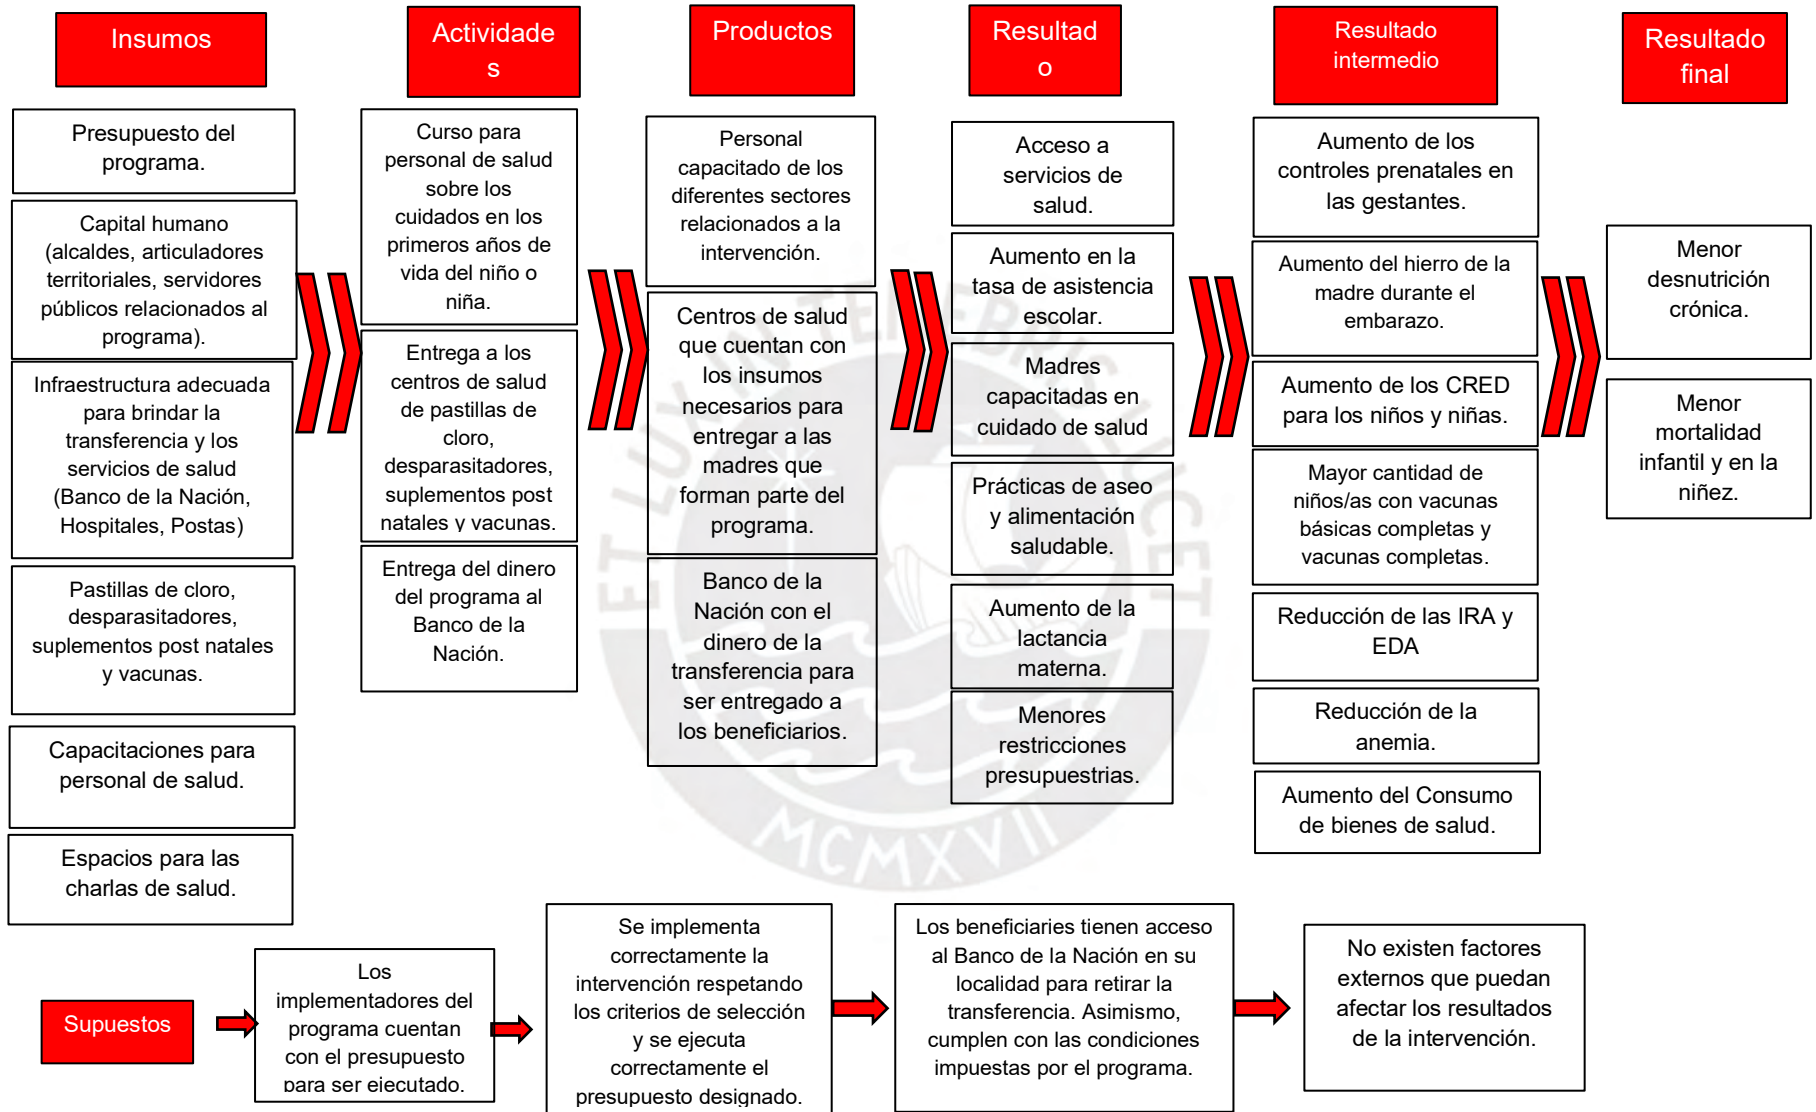 Insumos
Presupuesto del
programa.
Capital humano
(alcaldes, articuladores
territoriales, servidores
públicos relacionados al
programa).
Infraestructura adecuada
para brindar la
transferencia y los
servicios de salud
(Banco de la Nación,
Hospitales, Postas)
Pastillas de cloro,
desparasitadores,
suplementos post natales
y vacunas.
Capacitaciones para
personal de salud.
Espacios para las
charlas de salud.
Actividade
s
Curso para
personal de salud
sobre los
cuidados en los
primeros años de
vida del niño o
niña.
Entrega a los
centros de salud
de pastillas de
cloro,
desparasitadores,
suplementos post
natales y vacunas.
Entrega del dinero
del programa al
Banco de la
Nación.
Productos
Personal
capacitado de los
diferentes sectores
relacionados a la
intervención.
Centros de salud
que cuentan con
los insumos
necesarios para
entregar a las
madres que
forman parte del
programa.
Banco de la
Nación con el
dinero de la
transferencia para
ser entregado a
los beneficiarios.
Resultad
o
Acceso a
servicios de
salud.
Aumento en la
tasa de asistencia
escolar.
Madres
capacitadas en
cuidado de salud
Prácticas de aseo
y alimentación
saludable.
Aumento de la
lactancia
materna.
Menores
restricciones
presupuestrias.
Resultado
intermedio
Aumento de los
controles prenatales en
las gestantes.
Aumento del hierro de la
madre durante el
embarazo.
Aumento de los CRED
para los niños y niñas.
Mayor cantidad de
niños/as con vacunas
básicas completas y
vacunas completas.
Reducción de las IRA y
EDA
Reducción de la
anemia.
Aumento del Consumo
de bienes de salud.
Resultado
final
Menor
desnutrición
crónica.
Menor
mortalidad
infantil y en la
niñez.
Supuestos
Los
implementadores del
programa cuentan
con el presupuesto
para ser ejecutado.
Se implementa
correctamente la
intervención respetando
los criterios de selección
y se ejecuta
correctamente el
presupuesto designado.
Los beneficiaries tienen acceso
al Banco de la Nación en su
localidad para retirar la
transferencia. Asimismo,
cumplen con las condiciones
impuestas por el programa.
No existen factores
externos que puedan
afectar los resultados
de la intervención.
ET LUX IN TENEBRIS LUCET
MCMXVII